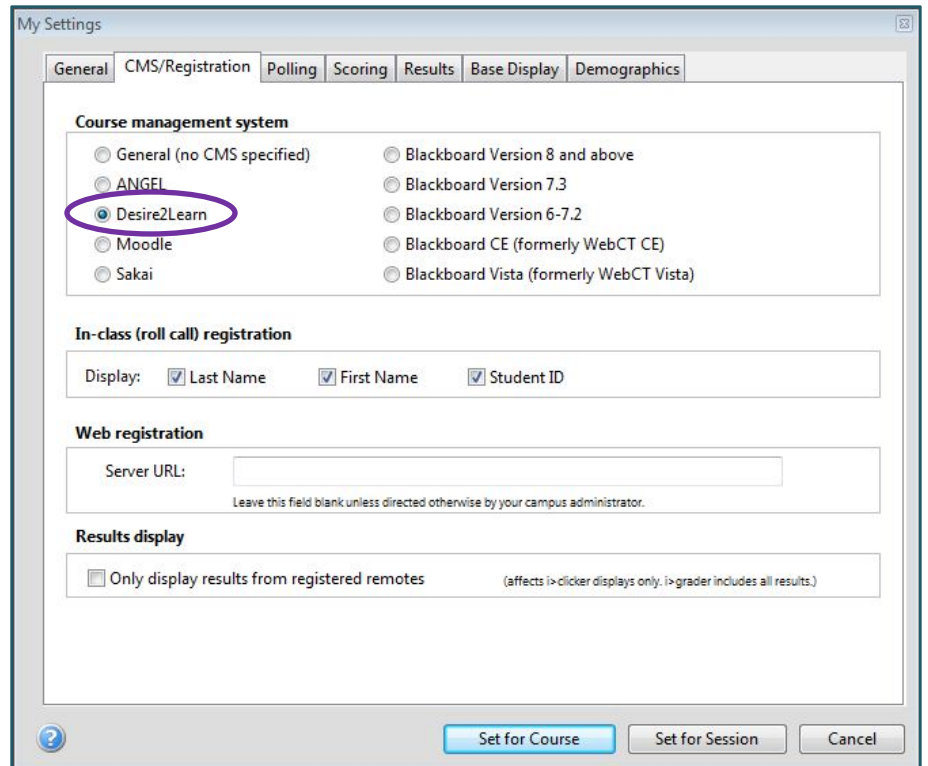 My Settings
General CMS/Registration Polling Scoring Results Base Display Demographics
Course management system
General (no CMS specified) Blackboard Version 8 and above
ANGEL Blackboard Version 7.3
Desire2Learn Blackboard Version 6-7.2
Moodle Blackboard CE (formerly WebCT CE)
Sakai Blackboard Vista (formerly WebCT Vista)
In-class (roll call) registration
Display: Last Name First Name Student ID
Web registration
Server URL:
Leave this field blank unless directed otherwise by your campus administrator.
Results display
Only display results from registered remotes (affects i>clicker displays only. i>grader includes all results.)
? Set for Course Set for Session Cancel